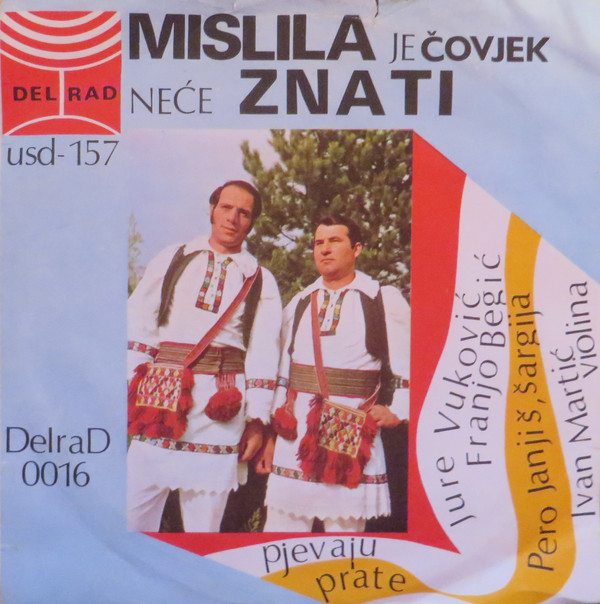 MISLILA JE ČOVJEK
NEĆE ZNATI
DEL RAD
usd-157
Jure Vuković
Franjo Begić
Pero Janjiš, šargija
Ivan Martić
violina
DelraD
0016
pjevaju
prate